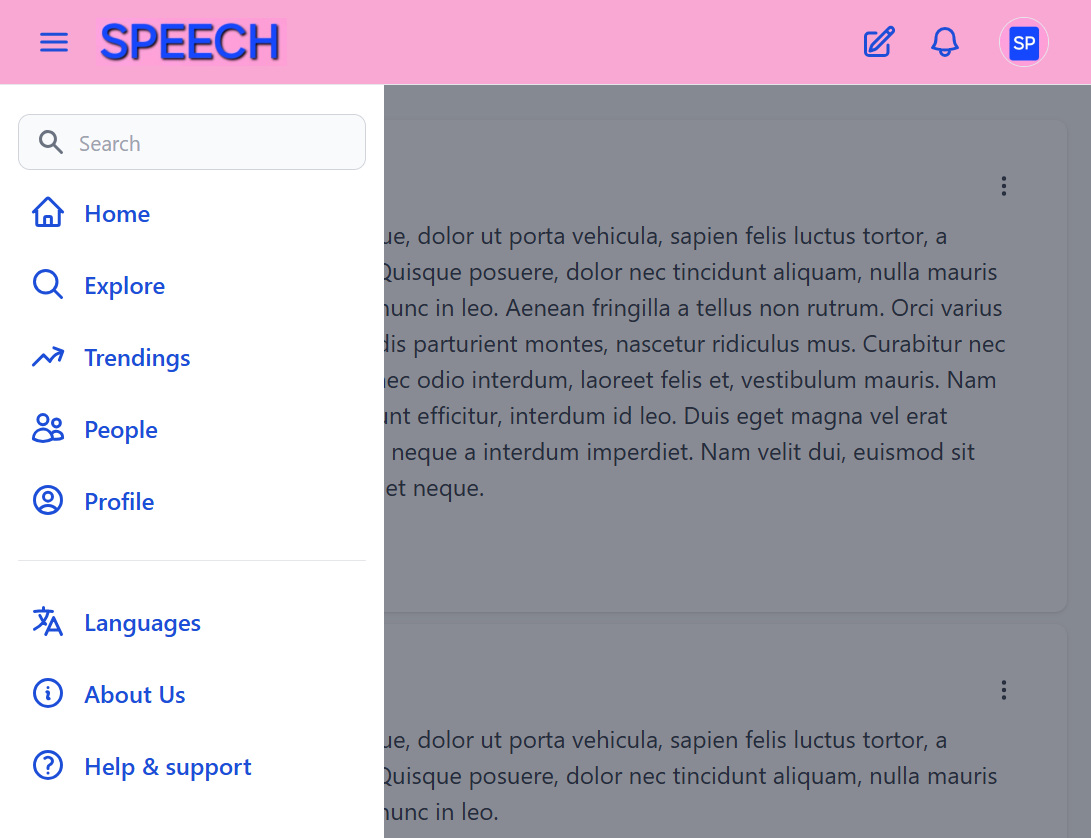 SPEECH
SP
Search
Home
Explore
Trendings
People
Profile
Languages
About Us
Help & support
dolor ut porta vehicula, sapien felis luctus tortor, a
Quisque posuere, dolor nec tincidunt aliquam, nulla mauris
nunc in leo. Aenean fringilla a tellus non rutrum. Orci varius
dis parturient montes, nascetur ridiculus mus. Curabitur nec
nec odio interdum, laoreet felis et, vestibulum mauris. Nam
efficitur, interdum id leo. Duis eget magna vel erat
neque a interdum imperdiet. Nam velit dui, euismod sit
et neque.
dolor ut porta vehicula, sapien felis luctus tortor, a
Quisque posuere, dolor nec tincidunt aliquam, nulla mauris
nunc in leo.